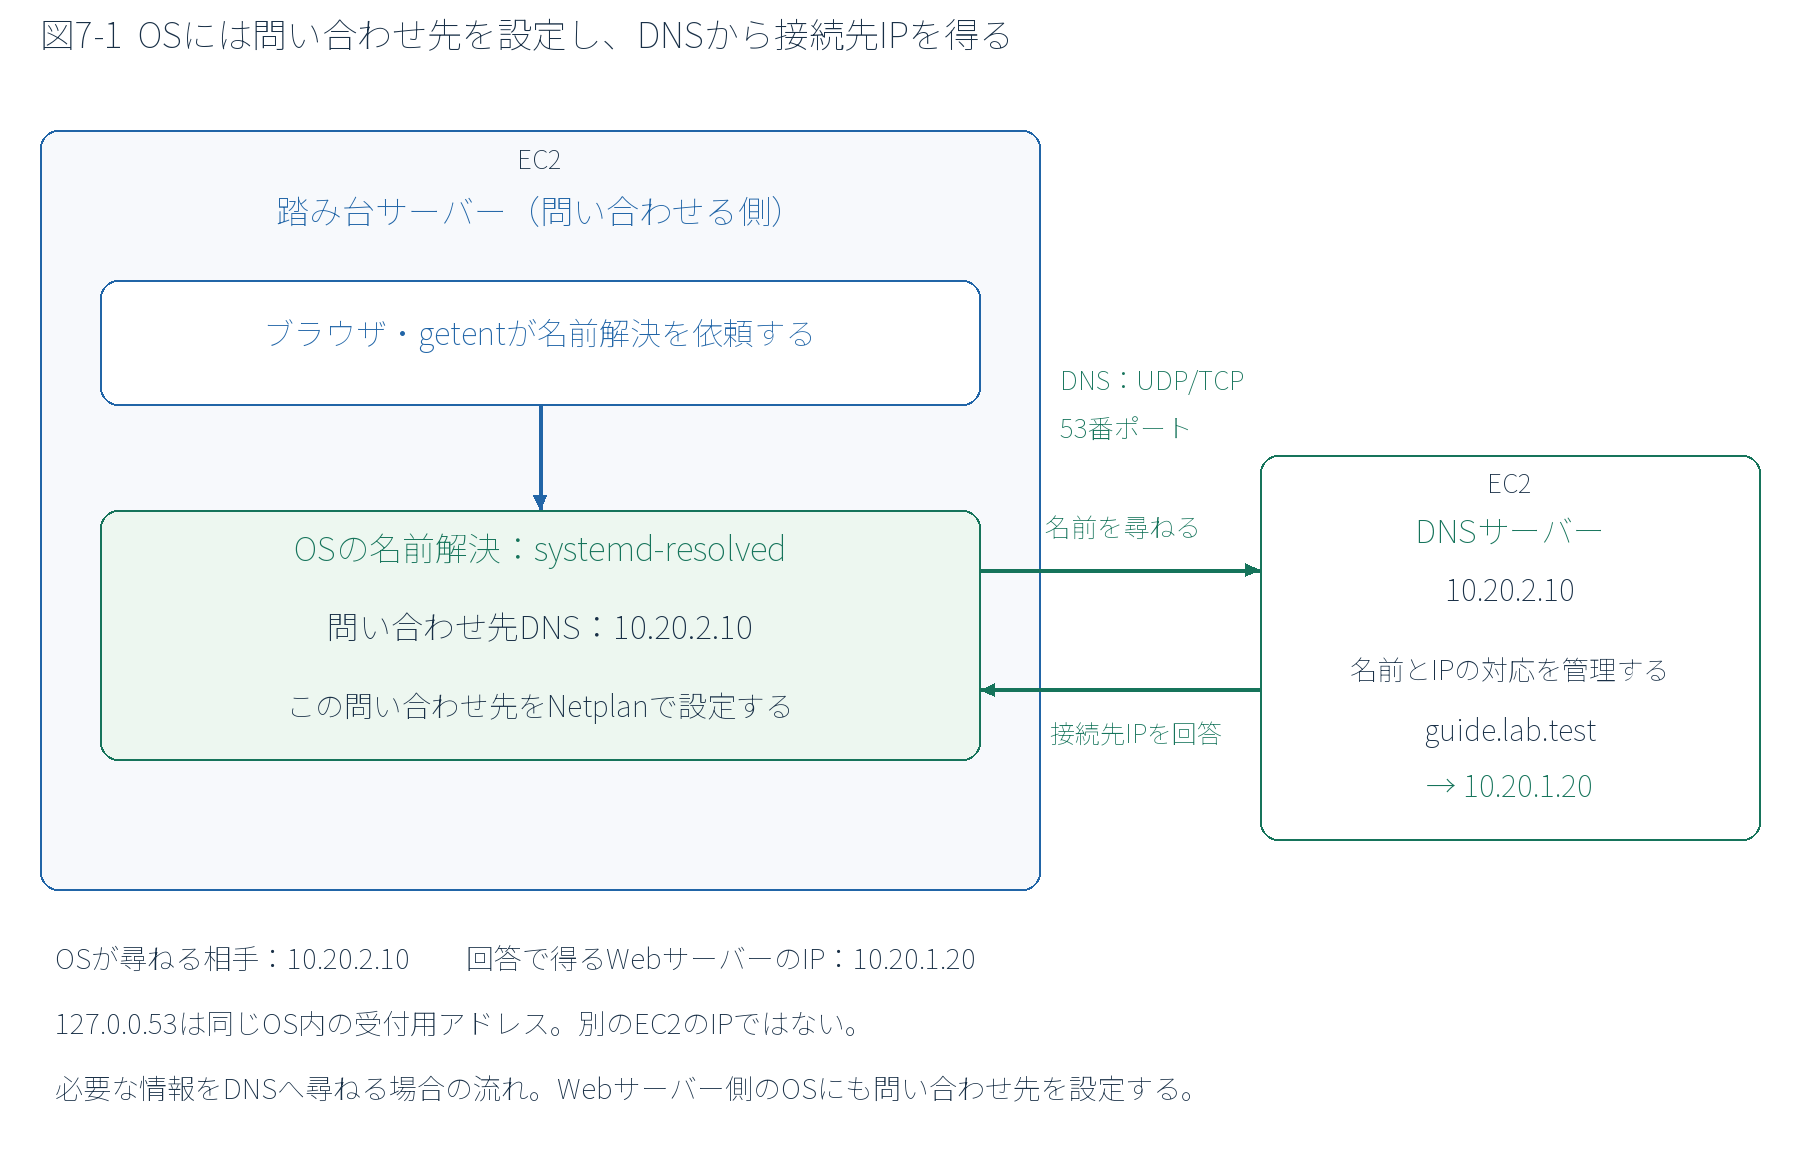 図7-1 OSには問い合わせ先を設定し、DNSから接続先IPを得る
EC2
踏み台サーバー（問い合わせる側）
ブラウザ・getentが名前解決を依頼する
OSの名前解決：systemd-resolved
問い合わせ先DNS：10.20.2.10
この問い合わせ先をNetplanで設定する
DNS：UDP/TCP
53番ポート
名前を尋ねる
接続先IPを回答
EC2
DNSサーバー
10.20.2.10
名前とIPの対応を管理する
guide.lab.test
→ 10.20.1.20
OSが尋ねる相手：10.20.2.10　　回答で得るWebサーバーのIP：10.20.1.20
127.0.0.53は同じOS内の受付用アドレス。別のEC2のIPではない。
必要な情報をDNSへ尋ねる場合の流れ。Webサーバー側のOSにも問い合わせ先を設定する。